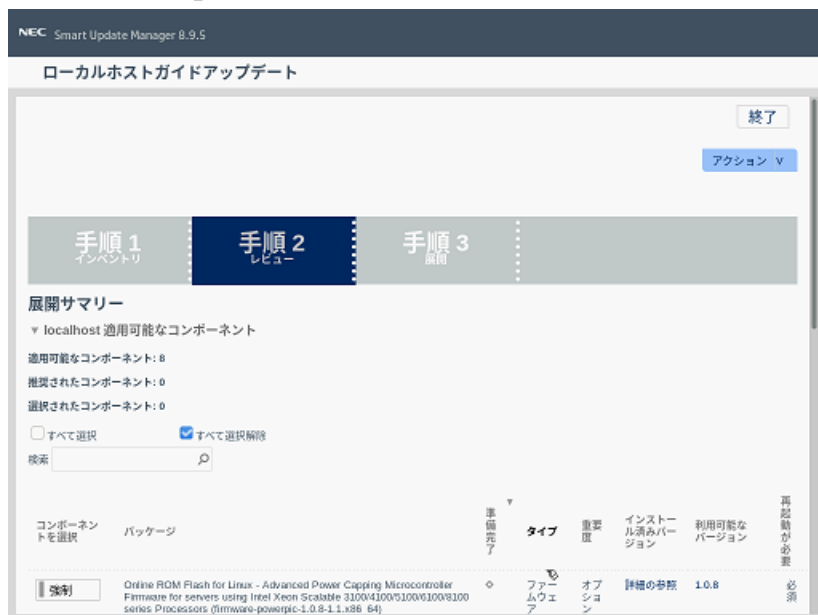 NEC Smart Update Manager 8.9.5
ローカルホストガイドアップデート
終了
アクション ∨
手順 1
インベントリ
手順 2
レビュー
手順 3
展開
展開サマリー
▼ localhost 適用可能なコンポーネント
適用可能なコンポーネント: 8
推奨されたコンポーネント: 0
選択されたコンポーネント: 0
すべて選択 すべて選択解除
検索
コンポーネントを選択
パッケージ
準備完了
タイプ
重要度
インストール済みバージョン
利用可能なバージョン
再起動が必要
強制
Online ROM Flash for Linux - Advanced Power Capping Microcontroller
Firmware for servers using Intel Xeon Scalable 3100/4100/5100/6100/8100
series Processors (firmware-powerpic-1.0.8-1.1.x86_64)
ファームウェア
オプション
詳細の参照
1.0.8
必須